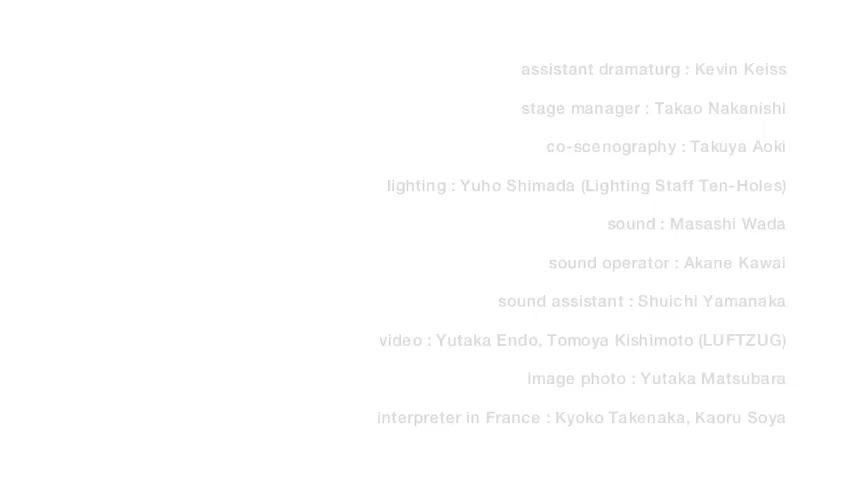 assistant dramaturg : Kevin Keiss
stage manager : Takao Nakanishi
co-scenography : Takuya Aoki
lighting : Yuho Shimada (Lighting Staff Ten-Holes)
sound : Masashi Wada
sound operator : Akane Kawai
sound assistant : Shuichi Yamanaka
video : Yutaka Endo, Tomoya Kishimoto (LUFTZUG)
image photo : Yutaka Matsubara
interpreter in France : Kyoko Takenaka, Kaoru Soya